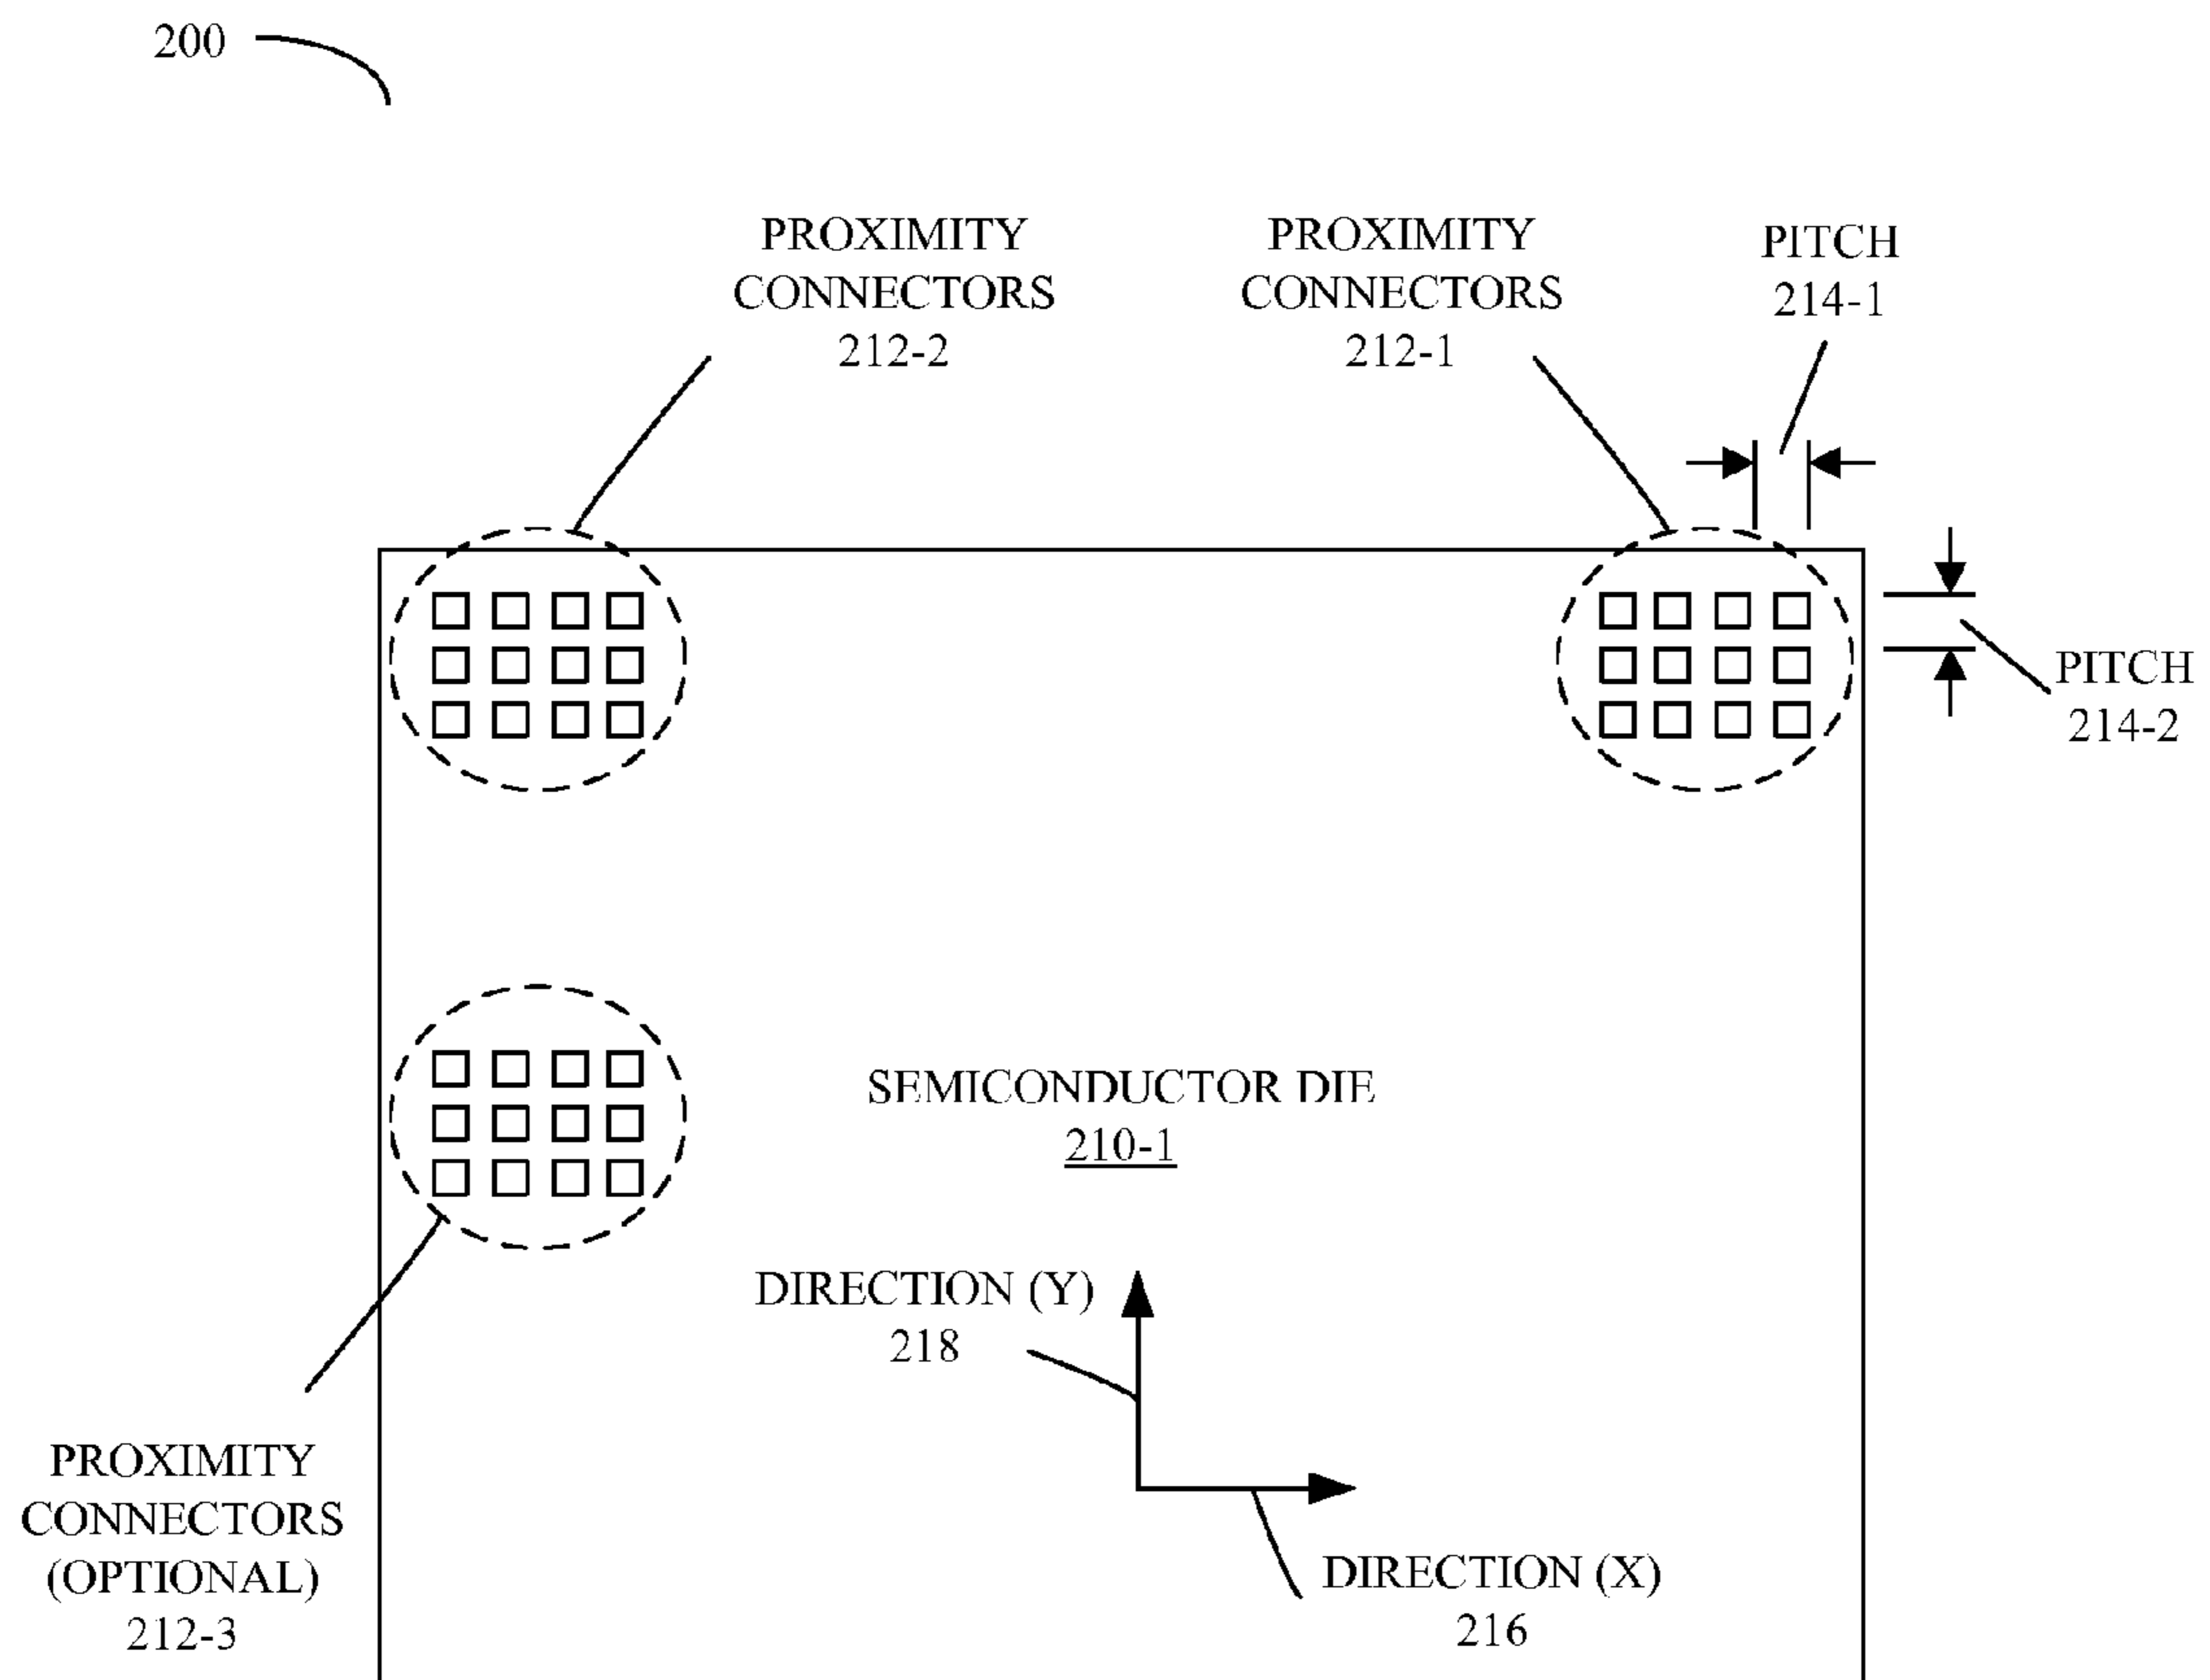 200
PROXIMITY
CONNECTORS
212-2
PROXIMITY
CONNECTORS
212-1
PITCH
214-1
PITCH
214-2
SEMICONDUCTOR DIE
210-1
DIRECTION (Y)
218
PROXIMITY
CONNECTORS
(OPTIONAL)
212-3
DIRECTION (X)
216